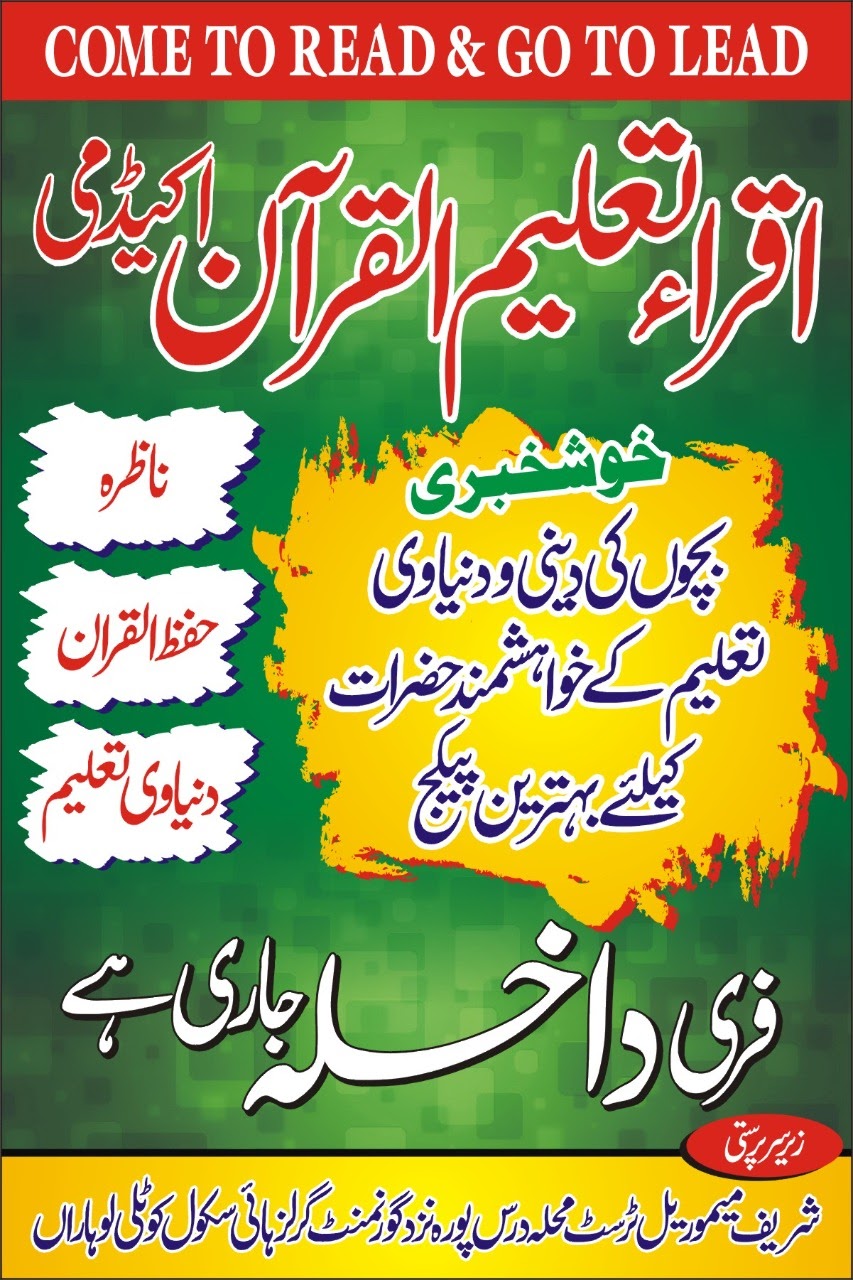 COME TO READ & GO TO LEAD
اقراء تعلیم القرآن اکیڈمی
خوشخبری
بچوں کی دینی و دنیاوی
تعلیم کے خواہشمند حضرات
کیلئے بہترین پیکج
ناظرہ
حفظ القران
دنیاوی تعلیم
فری داخلہ جاری ہے
زیر سرپرستی
شریف میموریل ٹرسٹ محلہ درس پورہ نزد گورنمنٹ گرلز ہائی سکول کوٹلی لوہاراں